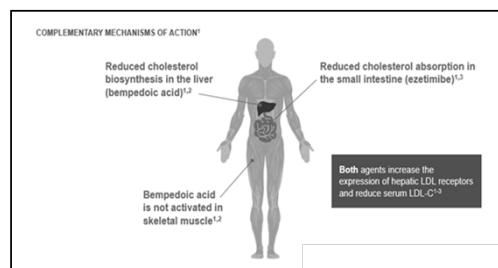 COMPLEMENTARY MECHANISMS OF ACTION¹
Reduced cholesterol
biosynthesis in the liver
(bempedoic acid)¹,²
Reduced cholesterol absorption in
the small intestine (ezetimibe)¹,³
Bempedoic acid
is not activated in
skeletal muscle¹,²
Both agents increase the
expression of hepatic LDL receptors
and reduce serum LDL-C¹-³